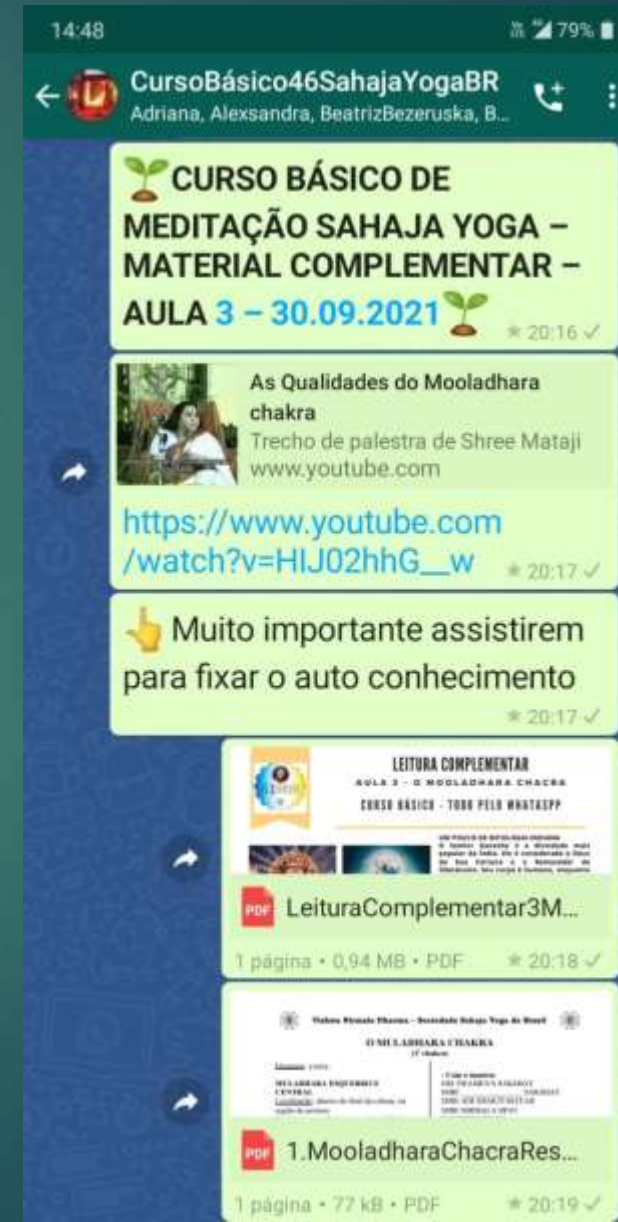 14:48
79%
CursoBásico46SahajaYogaBR
Adriana, Alexsandra, BeatrizBezeruska, B...
🌱CURSO BÁSICO DE
MEDITAÇÃO SAHAJA YOGA –
MATERIAL COMPLEMENTAR –
AULA 3 – 30.09.2021🌱
20:16
As Qualidades do Mooladhara
chakra
Trecho de palestra de Shree Mataji
www.youtube.com
https://www.youtube.com
/watch?v=HIJ02hhG__w
20:17
👆Muito importante assistirem
para fixar o auto conhecimento
20:17
LEITURA COMPLEMENTAR
AULA 3 - O MOOLADHARA CHACRA
CURSO BÁSICO - TODO PELO WHATASPP
PDF
LeituraComplementar3M...
1 página • 0,94 MB • PDF
20:18
O MULADHARA CHAKRA
PDF
1.MooladharaChacraRes...
1 página • 77 kB • PDF
20:19